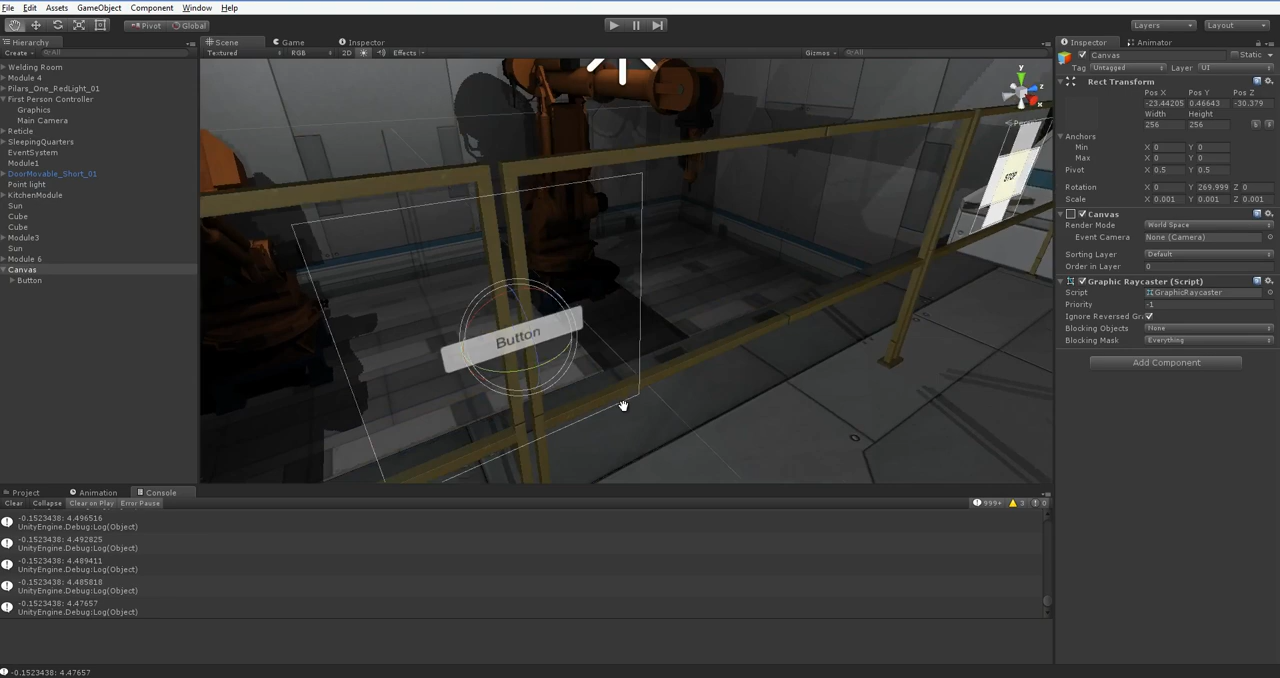 File Edit Assets GameObject Component Window Help
Pivot Global Layers Layout
Hierarchy Scene Game Inspector Inspector Animator
Create All Textured RGB 2D Effects Gizmos All
Canvas Static
Tag Untagged Layer UI
Welding Room
Module 4
Pilars_One_RedLight_01
First Person Controller
Graphics
Main Camera
Reticle
SleepingQuarters
EventSystem
Module1
DoorMovable_Short_01
Point light
KitchenModule
Sun
Cube
Cube
Module3
Sun
Module 6
Canvas
Button
y
z
x
STOP
Button
Rect Transform
Pos X Pos Y Pos Z
-23.44205 0.46643 -30.379
Width Height
256 256
Anchors
Min X 0 Y 0
Max X 0 Y 0
Pivot X 0.5 Y 0.5
Rotation X 0 Y 269.999 Z 0
Scale X 0.001 Y 0.001 Z 0.001
Canvas
Render Mode World Space
Event Camera None (Camera)
Sorting Layer Default
Order in Layer 0
Graphic Raycaster (Script)
Script GraphicRaycaster
Priority -1
Ignore Reversed Gr
Blocking Objects None
Blocking Mask Everything
Add Component
Project Animation Console
Clear Collapse Clear on Play Error Pause 999+ 3 0
-0.1523438: 4.496516
UnityEngine.Debug:Log(Object)
-0.1523438: 4.492825
UnityEngine.Debug:Log(Object)
-0.1523438: 4.489411
UnityEngine.Debug:Log(Object)
-0.1523438: 4.485818
UnityEngine.Debug:Log(Object)
-0.1523438: 4.47657
UnityEngine.Debug:Log(Object)
-0.1523438: 4.47657